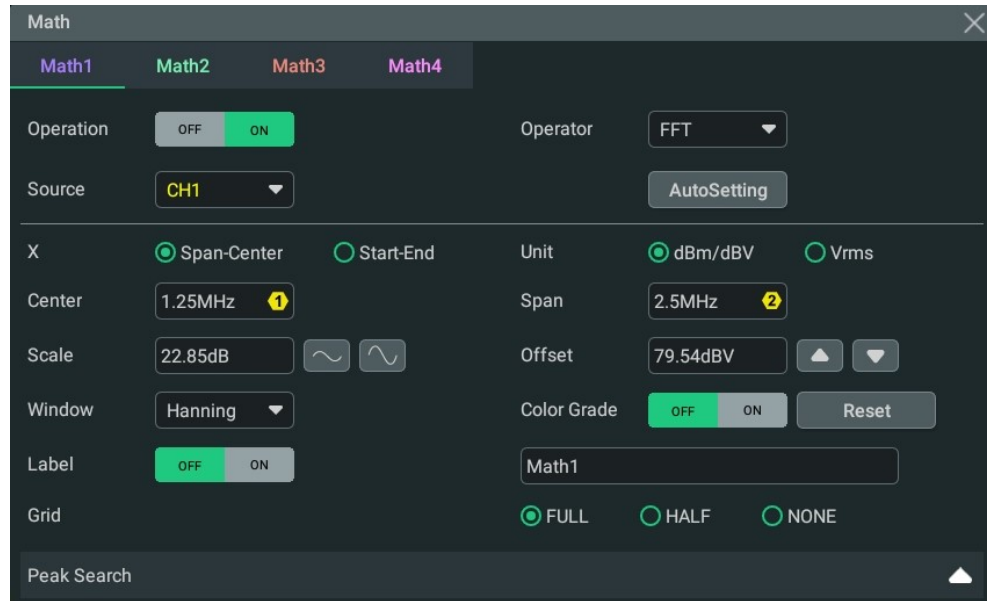 Math
Math1 Math2 Math3 Math4
Operation OFF ON Operator FFT
Source CH1 AutoSetting
X Span-Center Start-End Unit dBm/dBV Vrms
Center 1.25MHz 1 Span 2.5MHz 2
Scale 22.85dB Offset 79.54dBV
Window Hanning Color Grade OFF ON Reset
Label OFF ON Math1
Grid FULL HALF NONE
Peak Search